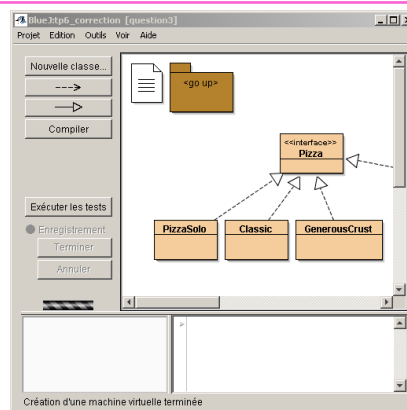 BlueJ:tp6_correction [question3]
Projet Edition Outils Voir Aide
Nouvelle classe...
Compiler
Exécuter les tests
Enregistrement
Terminer
Annuler
<go up>
<<interface>>
Pizza
PizzaSolo Classic GenerousCrust
Création d'une machine virtuelle terminée